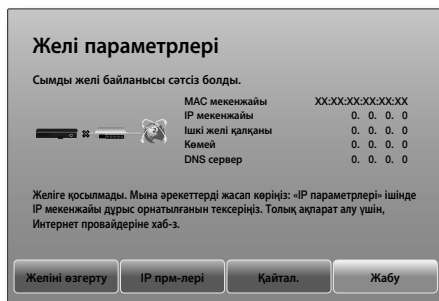 Желі параметрлері
Сымды желі байланысы сәтсіз болды.
МАС мекенжайы XX:XX:XX:XX:XX:XX
IP мекенжайы 0. 0. 0. 0
Ішкі желі қалқаны 0. 0. 0. 0
Көмей 0. 0. 0. 0
DNS сервер 0. 0. 0. 0
Желіге қосылмады. Мына әрекеттерді жасап көріңіз: «IP параметрлері» ішінде
IP мекенжайы дұрыс орнатылғанын тексеріңіз. Толық ақпарат алу үшін,
Интернет провайдеріне хаб-з.
Желіні өзгерту IP прм-лері Қайтал. Жабу